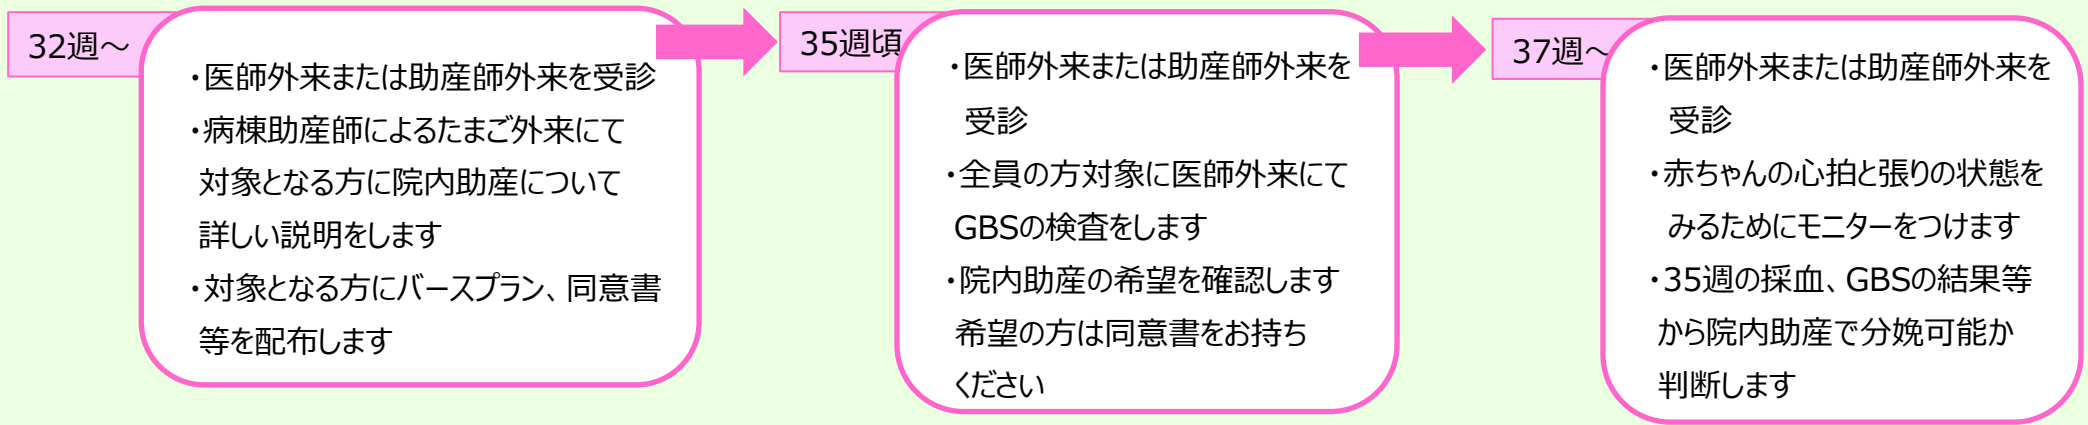 32週～
・医師外来または助産師外来を受診
・病棟助産師によるたまご外来にて
対象となる方に院内助産について
詳しい説明をします
・対象となる方にバースプラン、同意書
等を配布します
35週頃
・医師外来または助産師外来を
受診
・全員の方対象に医師外来にて
GBSの検査をします
・院内助産の希望を確認します
希望の方は同意書をお持ち
ください
37週～
・医師外来または助産師外来を
受診
・赤ちゃんの心拍と張りの状態を
みるためにモニターをつけます
・35週の採血、GBSの結果等
から院内助産で分娩可能か
判断します